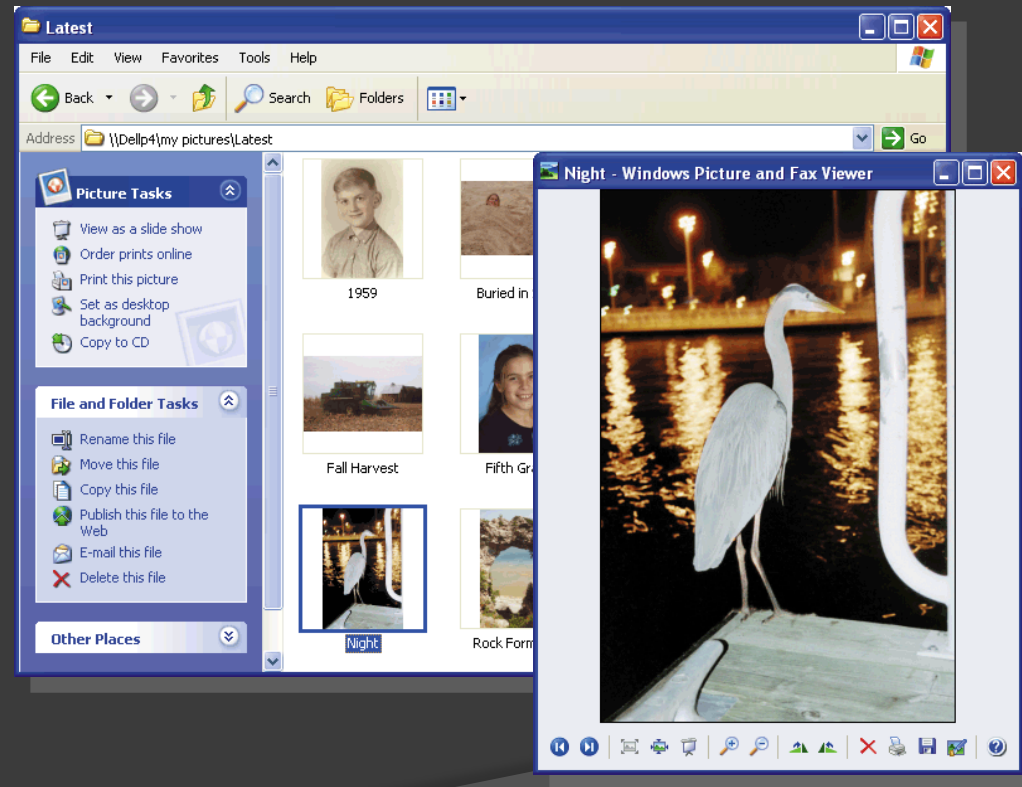 Latest
File Edit View Favorites Tools Help
Back Search Folders
Address \\Dellp4\my pictures\Latest Go
Picture Tasks
View as a slide show
Order prints online
Print this picture
Set as desktop
background
Copy to CD
File and Folder Tasks
Rename this file
Move this file
Copy this file
Publish this file to the
Web
E-mail this file
Delete this file
Other Places
1959
Buried in
Fall Harvest
Fifth Gra
Night
Rock Form
Night - Windows Picture and Fax Viewer